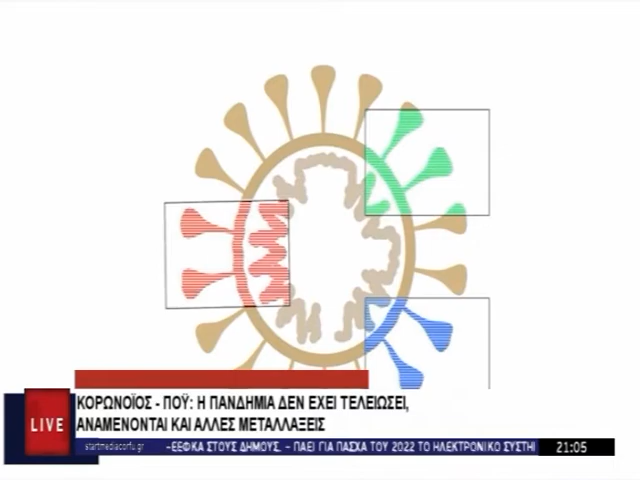 ΚΟΡΩΝΟΪΟΣ - ΠΟΫ: Η ΠΑΝΔΗΜΙΑ ΔΕΝ ΕΧΕΙ ΤΕΛΕΙΩΣΕΙ,
ΑΝΑΜΕΝΟΝΤΑΙ ΚΑΙ ΑΛΛΕΣ ΜΕΤΑΛΛΑΞΕΙΣ
LIVE
startmediacorfu.gr -ΕΕΦΚΑ ΣΤΟΥΣ ΔΗΜΟΥΣ. - ΠΑΕΙ ΓΙΑ ΠΑΣΧΑ ΤΟΥ 2022 ΤΟ ΗΛΕΚΤΡΟΝΙΚΟ ΣΥΣΤΗ 21:05